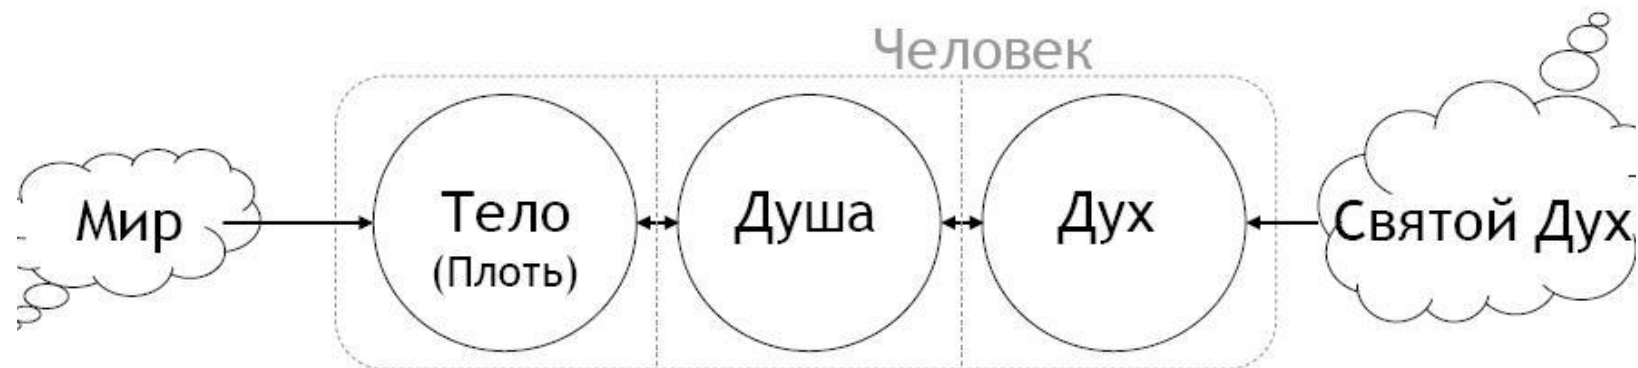 Человек
Мир
Тело
(Плоть)
Душа
Дух
Святой Дух